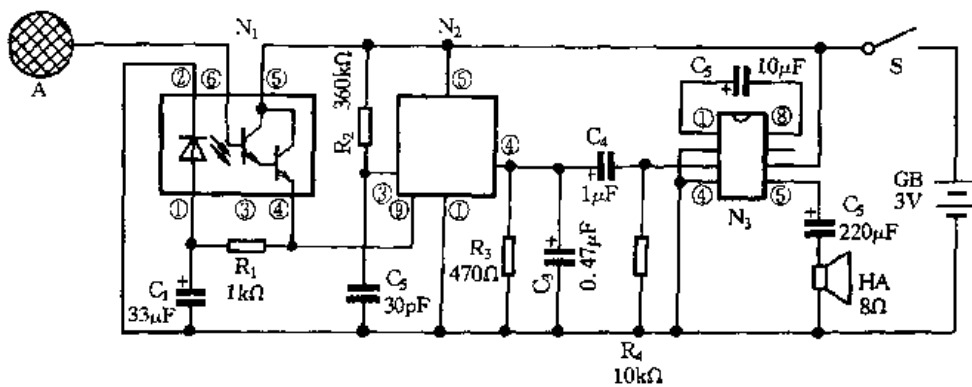 A
N₁
② ⑥ ⑤
① ③ ④
R₁
1kΩ
C₁
33μF
+
R₂ 360kΩ
N₂
⑤
③
⑨
①
④
C₅
30pF
R₃
470Ω
+
C₃ 0.47μF
C₄
+
1μF
R₄
10kΩ
C₅ 10μF
+
① ⑧
④ ⑤
N₃
+
C₅
220μF
HA
8Ω
S
GB
3V